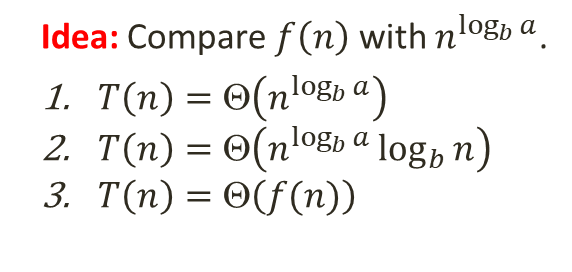 Idea: Compare f(n) with n^{log_b a}.
1. T(n) = Θ(n^{log_b a})
2. T(n) = Θ(n^{log_b a} log_b n)
3. T(n) = Θ(f(n))